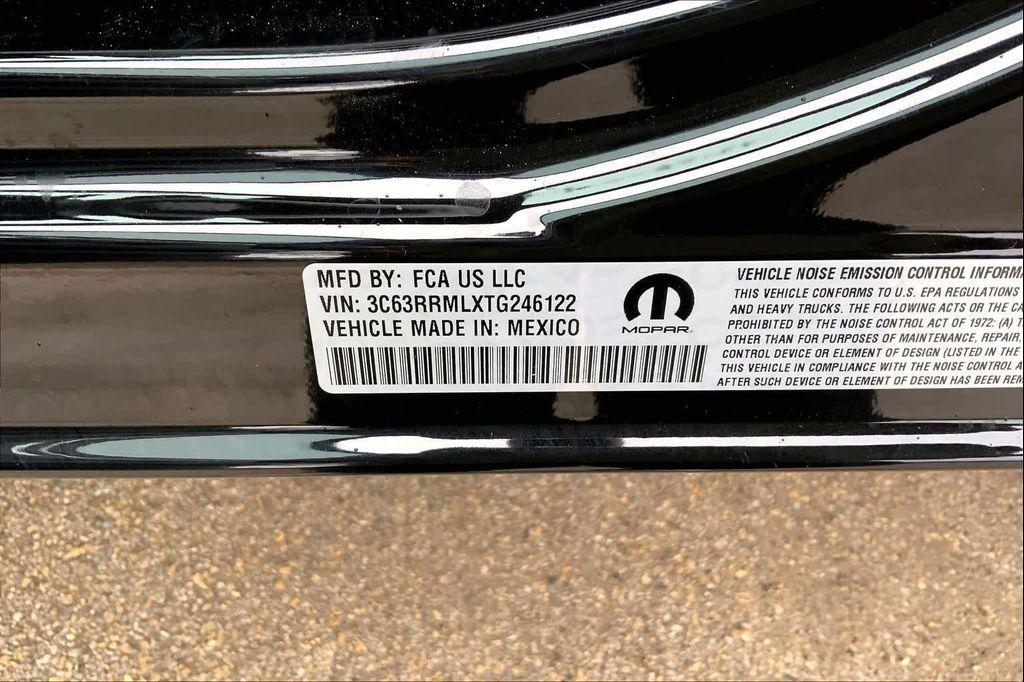 MFD BY: FCA US LLC
VIN: 3C63RRMLXTG246122
VEHICLE MADE IN: MEXICO
MOPAR
VEHICLE NOISE EMISSION CONTROL INFORM
THIS VEHICLE CONFORMS TO U.S. EPA REGULATIONS
AND HEAVY TRUCKS. THE FOLLOWING ACTS OR THE CA
PROHIBITED BY THE NOISE CONTROL ACT OF 1972: (A) T
OTHER THAN FOR PURPOSES OF MAINTENANCE, REPAIR,
CONTROL DEVICE OR ELEMENT OF DESIGN (LISTED IN THE
THIS VEHICLE IN COMPLIANCE WITH THE NOISE CONTROL A
AFTER SUCH DEVICE OR ELEMENT OF DESIGN HAS BEEN REM